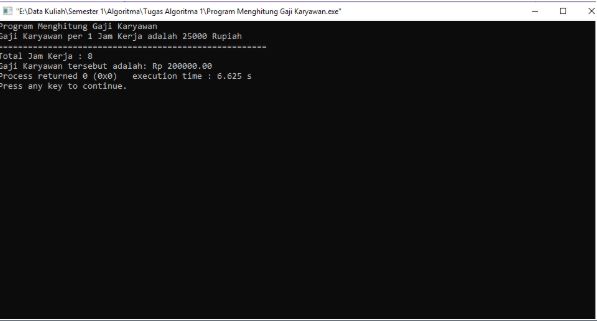 "E:\Data Kuliah\Semester 1\Algoritma\Tugas Algoritma 1\Program Menghitung Gaji Karyawan.exe"
Program Menghitung Gaji Karyawan
Gaji Karyawan per 1 Jam Kerja adalah 25000 Rupiah
======================================================
Total Jam Kerja : 8
Gaji Karyawan tersebut adalah: Rp 200000.00
Process returned 0 (0x0)   execution time : 6.625 s
Press any key to continue.